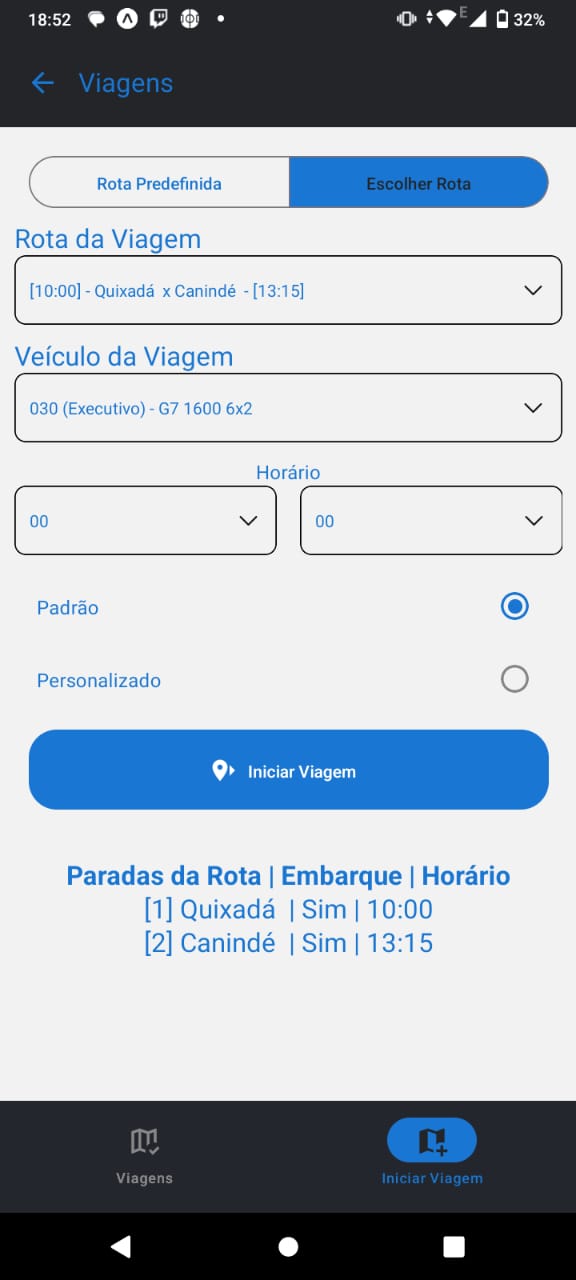 18:52 E 32%
Viagens
Rota Predefinida Escolher Rota
Rota da Viagem
[10:00] - Quixadá x Canindé - [13:15]
Veículo da Viagem
030 (Executivo) - G7 1600 6x2
Horário
00 00
Padrão
Personalizado
Iniciar Viagem
Paradas da Rota | Embarque | Horário
[1] Quixadá | Sim | 10:00
[2] Canindé | Sim | 13:15
Viagens Iniciar Viagem